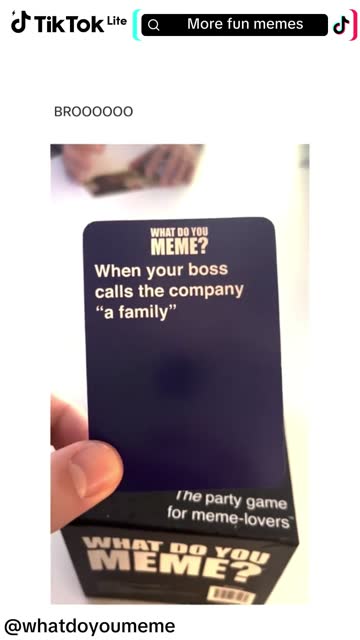 TikTok Lite
More fun memes
BROOOOOO
WHAT DO YOU
MEME?
When your boss
calls the company
“a family”
The party game
for meme-lovers™
WHAT DO YOU
MEME?
@whatdoyoumeme